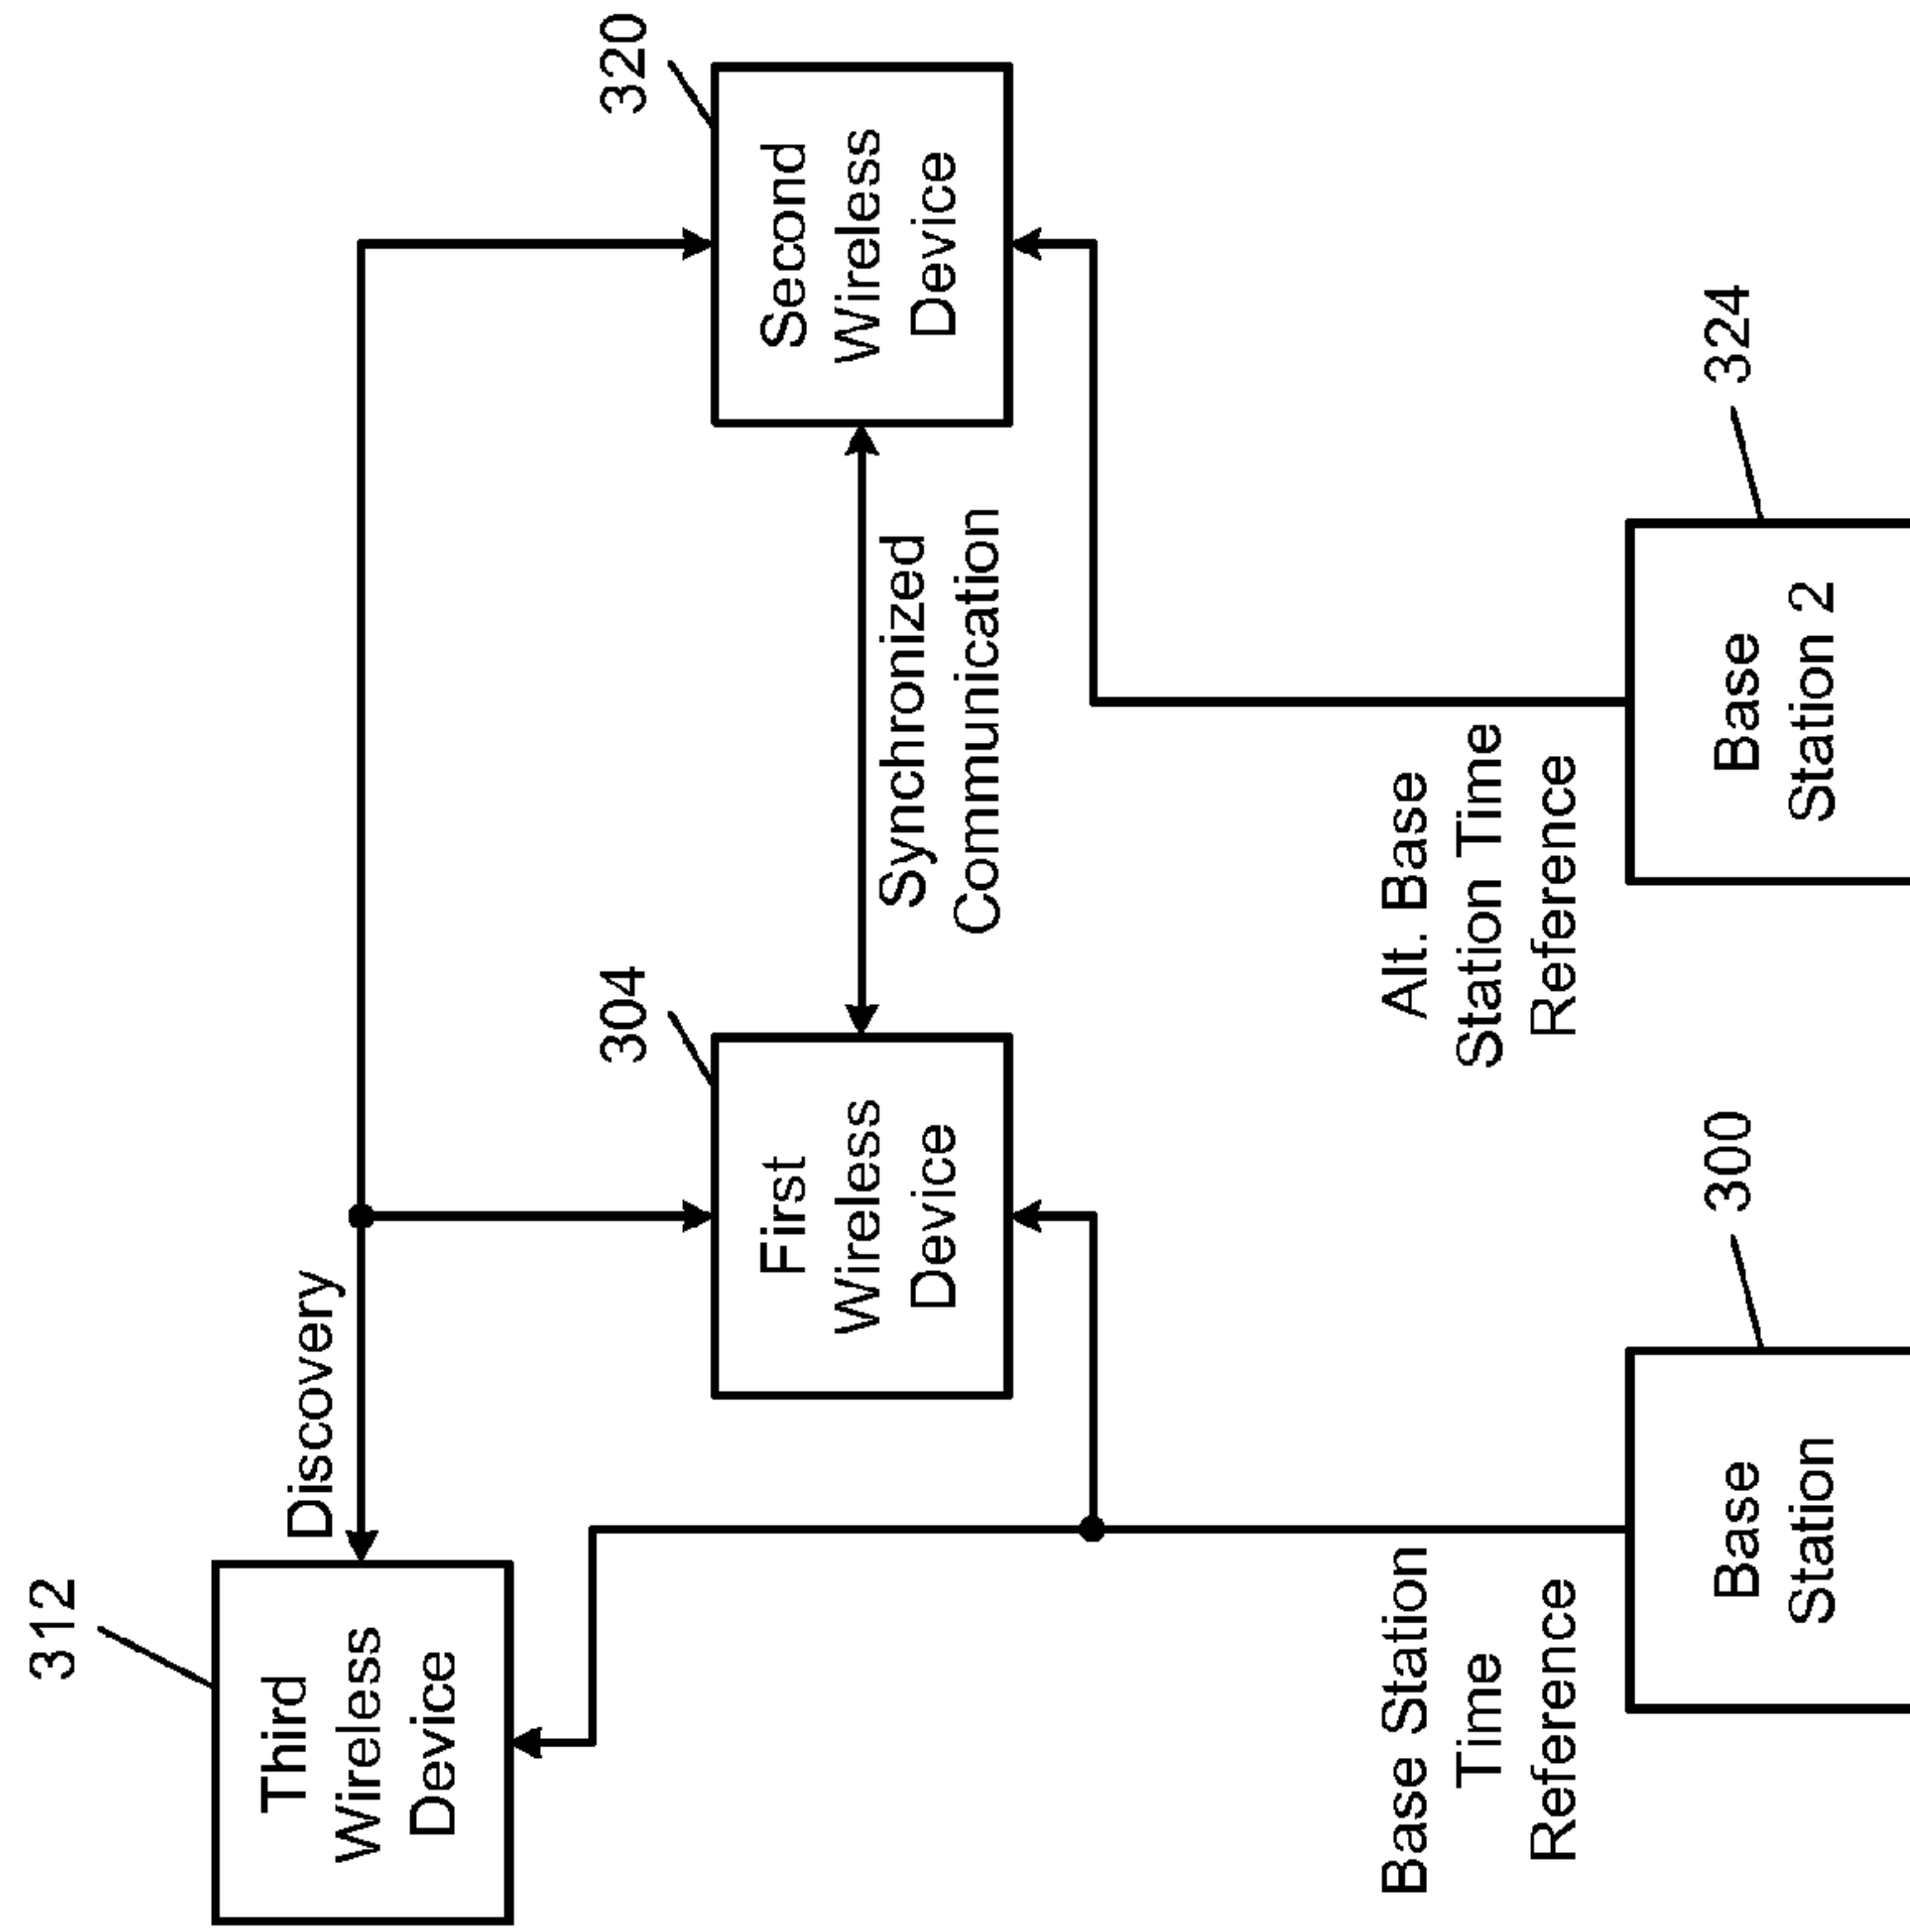 312
Third
Wireless
Device
Discovery
304
First
Wireless
Device
Synchronized
Communication
320
Second
Wireless
Device
Base Station
Time
Reference
Alt. Base
Station Time
Reference
300
Base
Station
324
Base
Station 2